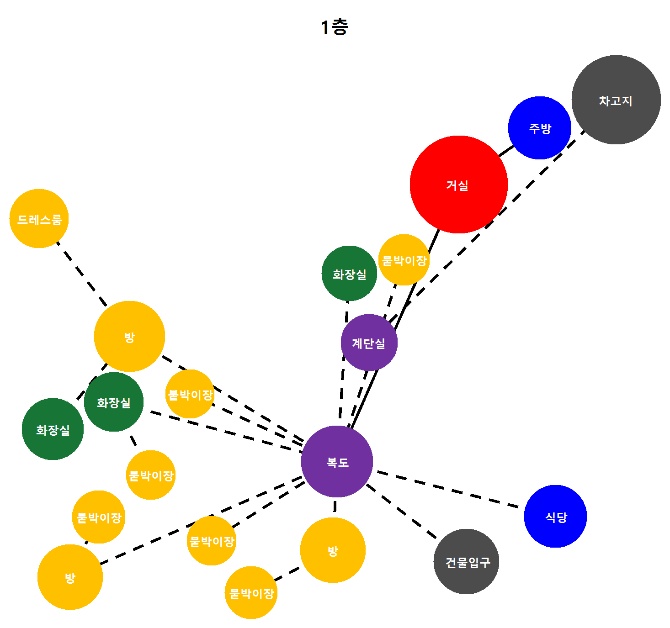 1층
차고지
주방
거실
드레스룸
붙박이장
화장실
방
계단실
붙박이장
화장실
화장실
복도
붙박이장
붙박이장
식당
붙박이장
방
건물입구
방
붙박이장